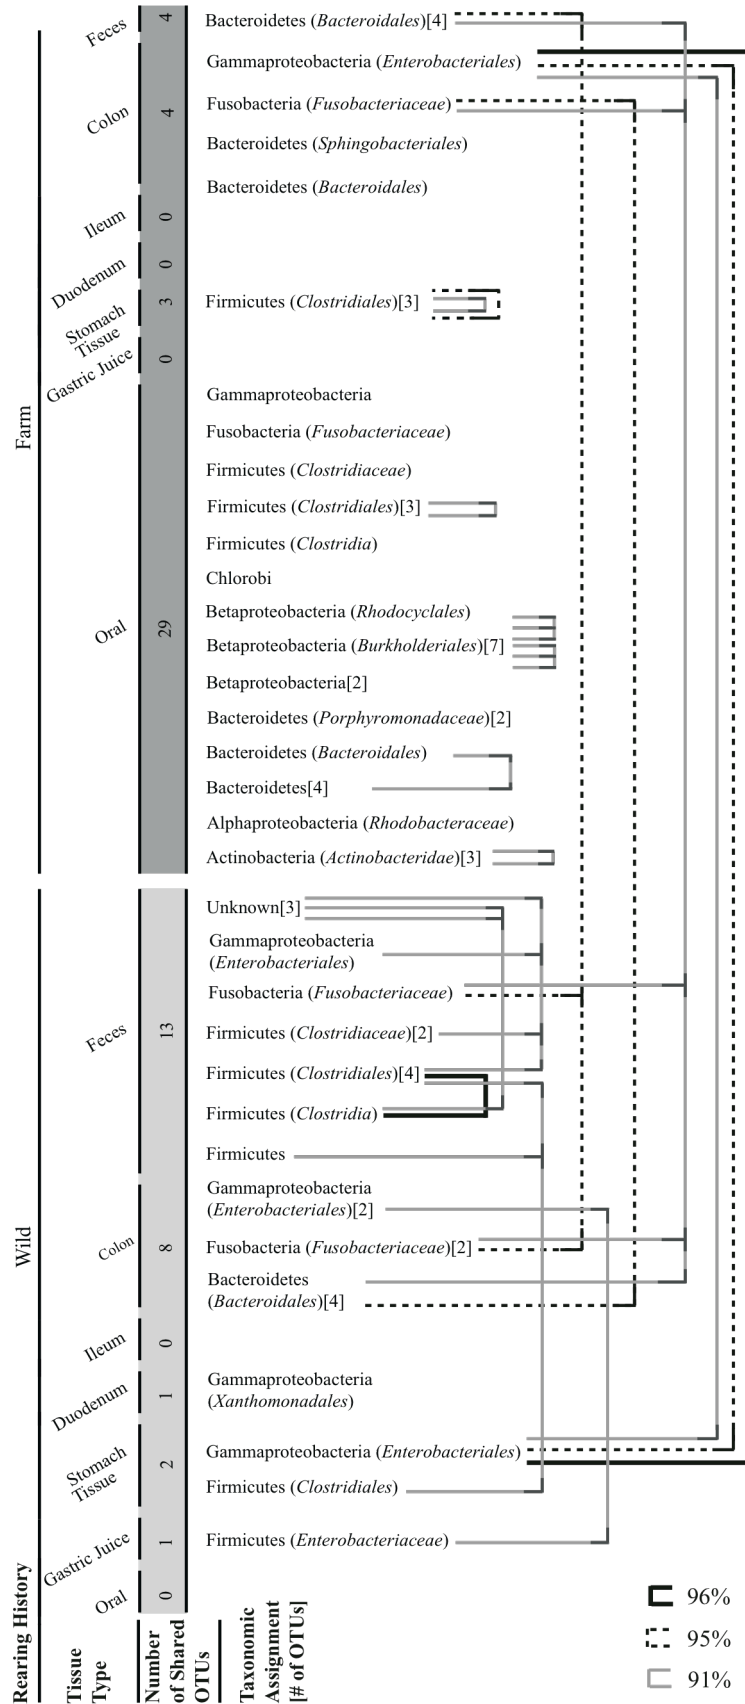 Feces
4
Bacteroidetes (Bacteroidales)[4]
Gammaproteobacteria (Enterobacteriales)
Colon
4
Fusobacteria (Fusobacteriaceae)
Bacteroidetes (Sphingobacteriales)
Bacteroidetes (Bacteroidales)
Ileum
0
Duodenum
0
Stomach
Tissue
3
Firmicutes (Clostridiales)[3]
Gastric Juice
0
Farm
Gammaproteobacteria
Fusobacteria (Fusobacteriaceae)
Firmicutes (Clostridiaceae)
Firmicutes (Clostridiales)[3]
Firmicutes (Clostridia)
Chlorobi
Oral
29
Betaproteobacteria (Rhodocyclales)
Betaproteobacteria (Burkholderiales)[7]
Betaproteobacteria[2]
Bacteroidetes (Porphyromonadaceae)[2]
Bacteroidetes (Bacteroidales)
Bacteroidetes[4]
Alphaproteobacteria (Rhodobacteraceae)
Actinobacteria (Actinobacteridae)[3]
Unknown[3]
Gammaproteobacteria
(Enterobacteriales)
Fusobacteria (Fusobacteriaceae)
Feces
13
Firmicutes (Clostridiaceae)[2]
Firmicutes (Clostridiales)[4]
Firmicutes (Clostridia)
Firmicutes
Wild
Gammaproteobacteria
(Enterobacteriales)[2]
Colon
8
Fusobacteria (Fusobacteriaceae)[2]
Bacteroidetes
(Bacteroidales)[4]
Ileum
0
Duodenum
1
Gammaproteobacteria
(Xanthomonadales)
Stomach
Tissue
2
Gammaproteobacteria (Enterobacteriales)
Firmicutes (Clostridiales)
Gastric Juice
1
Firmicutes (Enterobacteriaceae)
Oral
0
Rearing History
Tissue
Type
Number
of Shared
OTUs
Taxonomic
Assignment
[# of OTUs]
96%
95%
91%